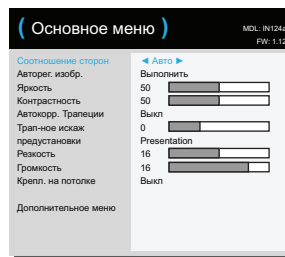 ( Основное меню )
MDL: IN124a
FW: 1.12
Соотношение сторон ◄ Авто ►
Авторег. изобр. Выполнить
Яркость 50
Контрастность 50
Автокорр. Трапеции Выкл
Трап-ное искаж 0
предустановки Presentation
Резкость 16
Громкость 16
Крепл. на потолке Выкл
Дополнительное меню